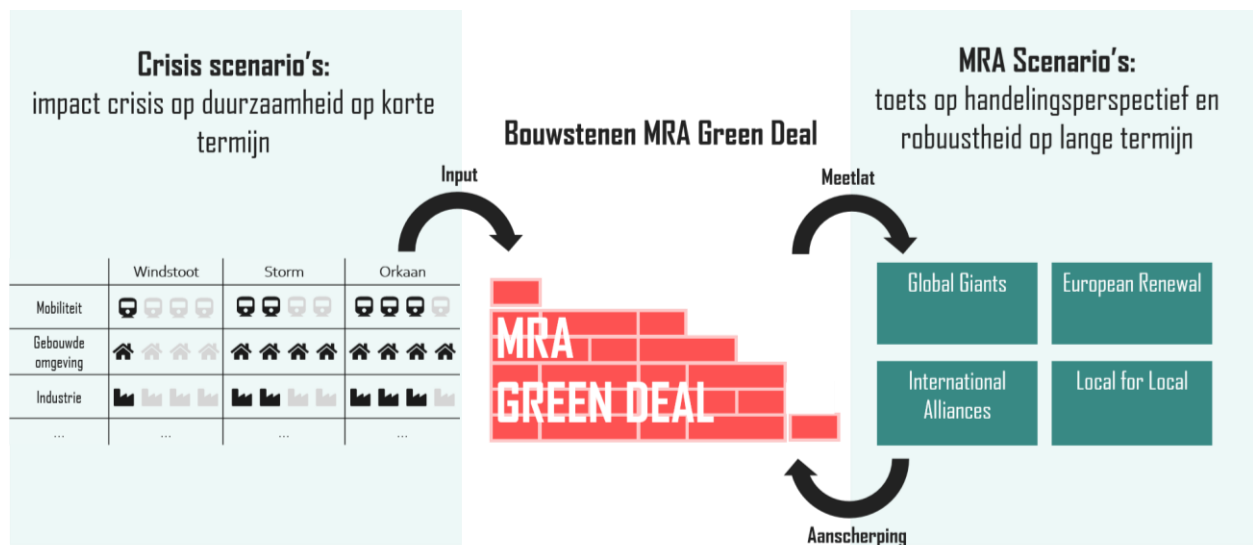 Crisis scenario's:
impact crisis op duurzaamheid op korte
termijn
Input
Windstoot Storm Orkaan
Mobiliteit
Gebouwde
omgeving
Industrie
... ... ... ...
Bouwstenen MRA Green Deal
MRA
GREEN DEAL
Meetlat
MRA Scenario's:
toets op handelingsperspectief en
robuustheid op lange termijn
Global Giants
European Renewal
International
Alliances
Local for Local
Aanscherping